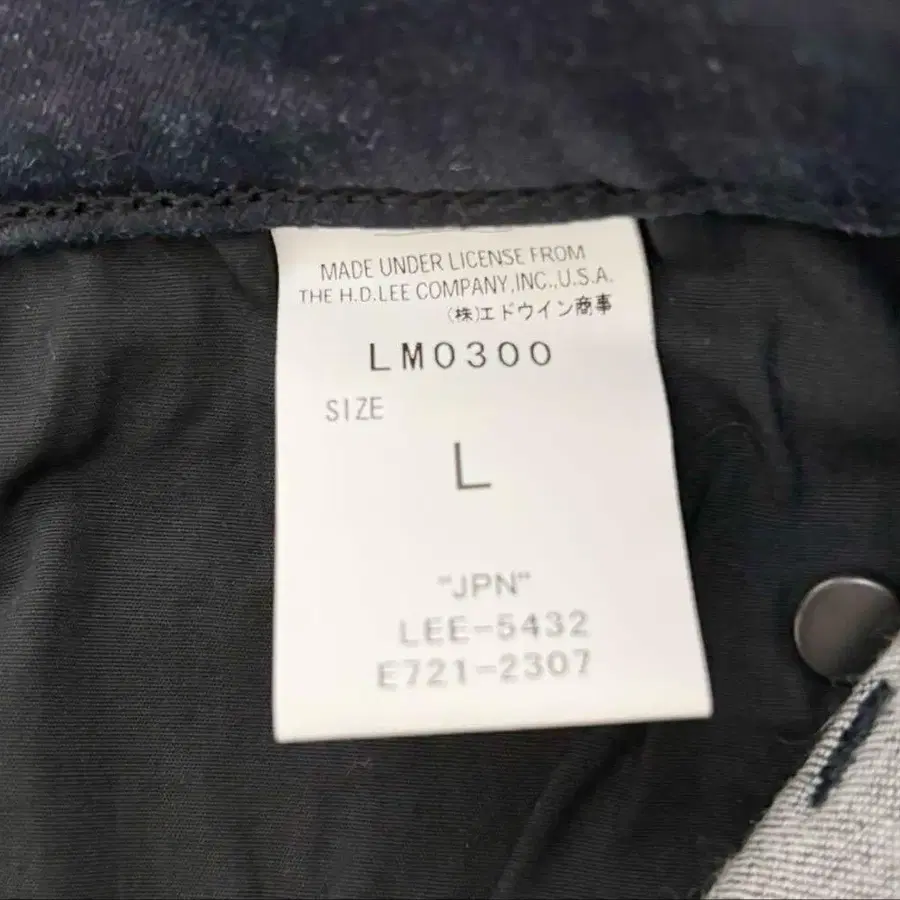 MADE UNDER LICENSE FROM
THE H.D.LEE COMPANY,INC.,U.S.A.
(株)エドウイン商事
LM0300
SIZE
L
"JPN"
LEE-5432
E721-2307